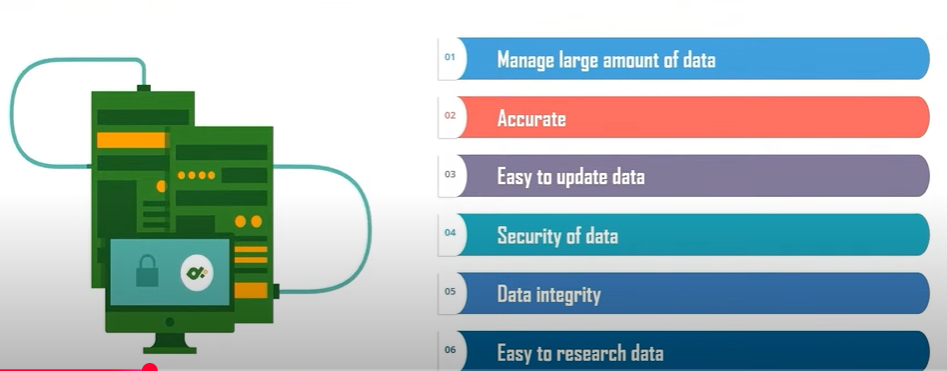 01
Manage large amount of data
02
Accurate
03
Easy to update data
04
Security of data
05
Data integrity
06
Easy to research data